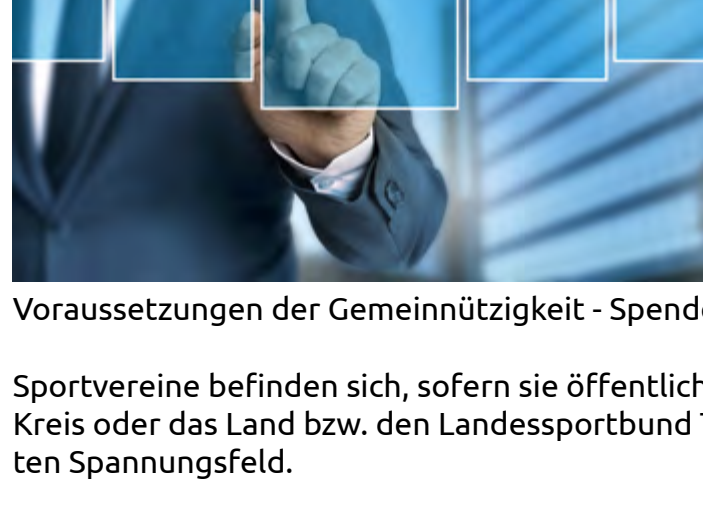 Voraussetzungen der Gemeinnützigkeit - Spend
Sportvereine befinden sich, sofern sie öffentlich
Kreis oder das Land bzw. den Landessportbund
ten Spannungsfeld.